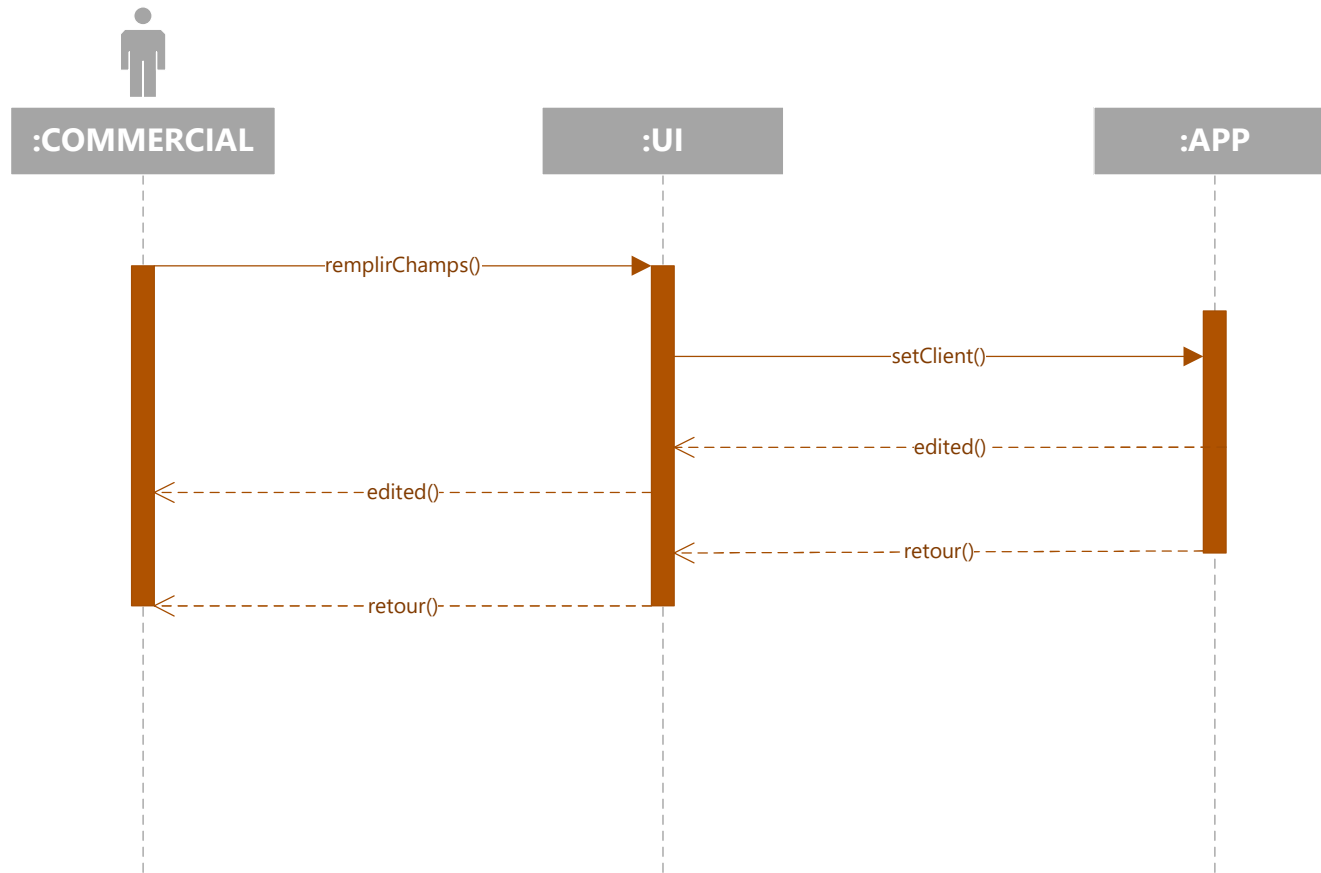 :COMMERCIAL
:UI
:APP
remplirChamps()
setClient()
edited()
edited()
retour()
retour()